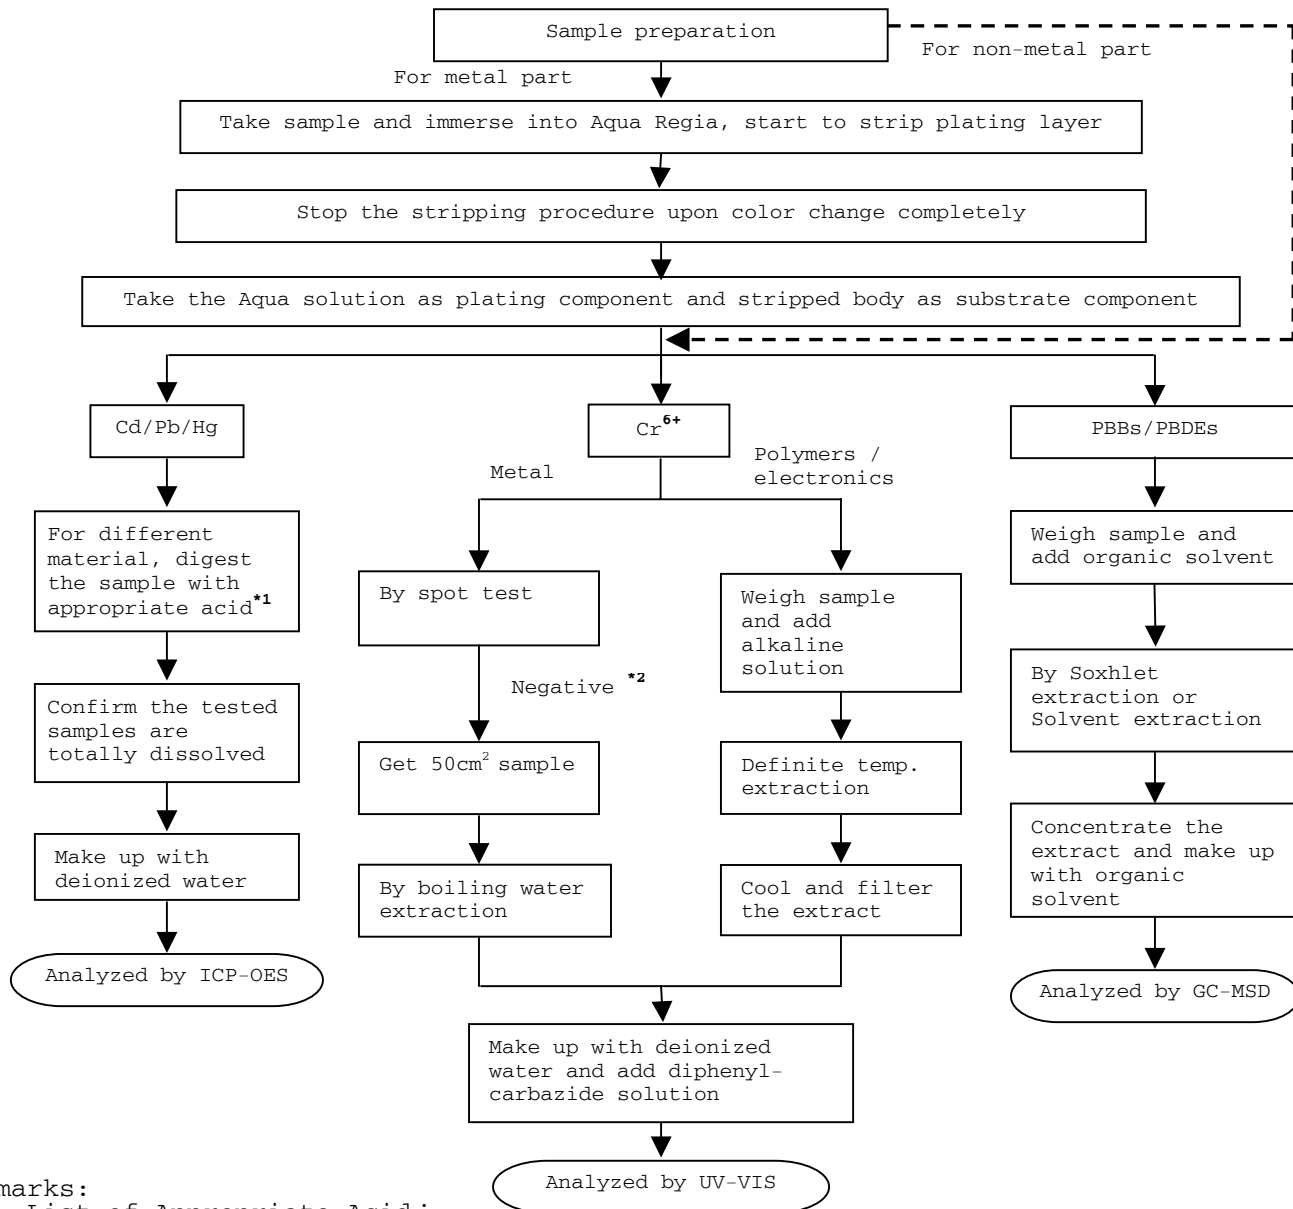 Sample preparation
For non-metal part
For metal part
Take sample and immerse into Aqua Regia, start to strip plating layer
Stop the stripping procedure upon color change completely
Take the Aqua solution as plating component and stripped body as substrate component
Cd/Pb/Hg
Cr6+
PBBs/PBDEs
Metal
Polymers /
electronics
For different
material, digest
the sample with
appropriate acid*1
Confirm the tested
samples are
totally dissolved
Make up with
deionized water
Analyzed by ICP-OES
By spot test
Negative *2
Get 50cm2 sample
By boiling water
extraction
Weigh sample
and add
alkaline
solution
Definite temp.
extraction
Cool and filter
the extract
Make up with deionized
water and add diphenyl-
carbazide solution
Analyzed by UV-VIS
Weigh sample and
add organic solvent
By Soxhlet
extraction or
Solvent extraction
Concentrate the
extract and make up
with organic
solvent
Analyzed by GC-MSD
marks:
List of Appropriate Acid: